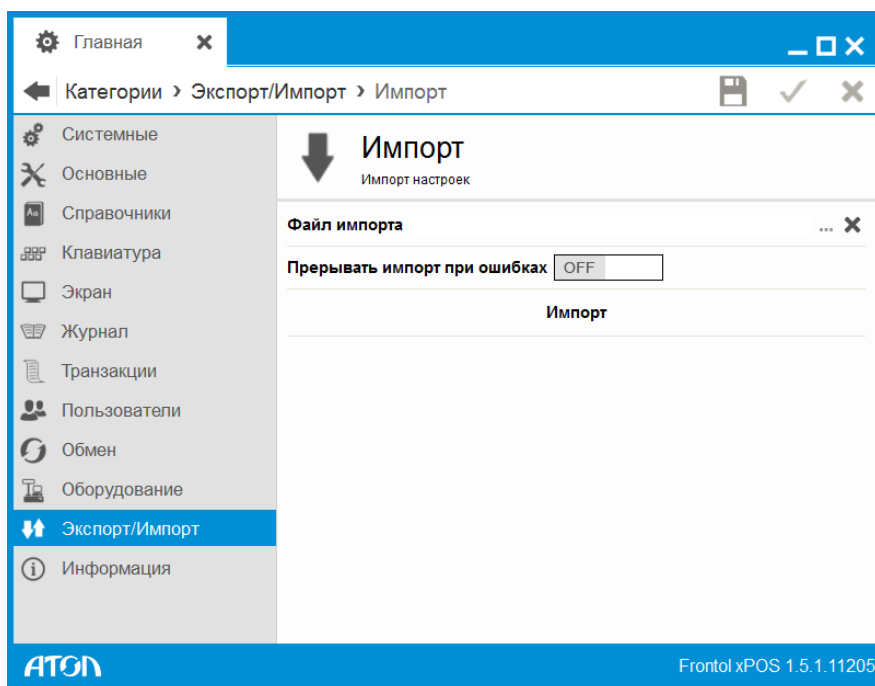 Главная
Категории › Экспорт/Импорт › Импорт
Системные
Основные
Справочники
Клавиатура
Экран
Журнал
Транзакции
Пользователи
Обмен
Оборудование
Экспорт/Импорт
Информация
Импорт
Импорт настроек
Файл импорта ...
Прерывать импорт при ошибках OFF
Импорт
ATOL
Frontol xPOS 1.5.1.11205